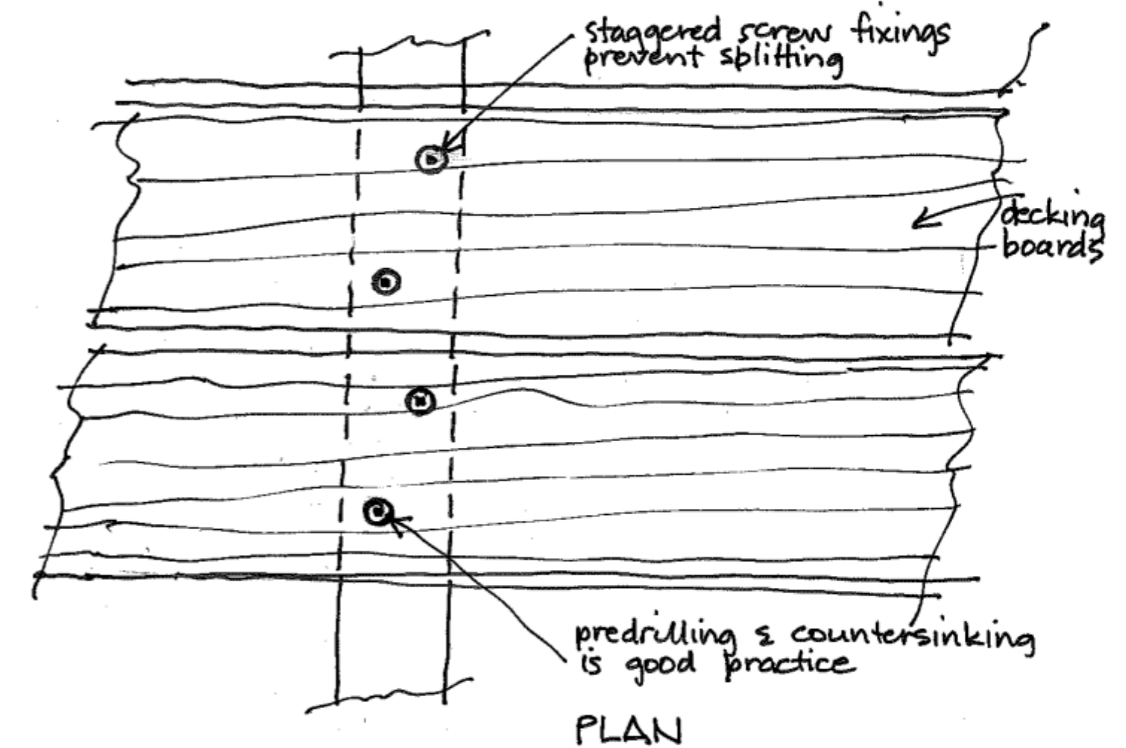 staggered screw fixings
prevent splitting
decking
boards
predrilling & countersinking
is good practice
PLAN